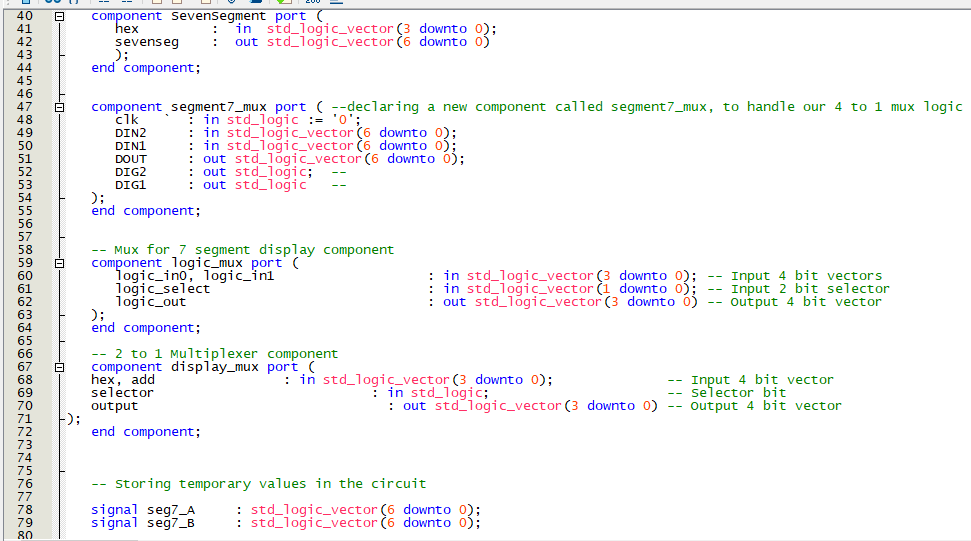 40 component SevenSegment port (
41 hex : in std_logic_vector(3 downto 0);
42 sevenseg : out std_logic_vector(6 downto 0)
43 );
44 end component;
45
46
47 component segment7_mux port ( --declaring a new component called segment7_mux, to handle our 4 to 1 mux logic
48 clk ` : in std_logic := '0';
49 DIN2 : in std_logic_vector(6 downto 0);
50 DIN1 : in std_logic_vector(6 downto 0);
51 DOUT : out std_logic_vector(6 downto 0);
52 DIG2 : out std_logic; --
53 DIG1 : out std_logic --
54 );
55 end component;
56
57
58 -- Mux for 7 segment display component
59 component logic_mux port (
60 logic_in0, logic_in1 : in std_logic_vector(3 downto 0); -- Input 4 bit vectors
61 logic_select : in std_logic_vector(1 downto 0); -- Input 2 bit selector
62 logic_out : out std_logic_vector(3 downto 0) -- Output 4 bit vector
63 );
64 end component;
65
66 -- 2 to 1 Multiplexer component
67 component display_mux port (
68 hex, add : in std_logic_vector(3 downto 0); -- Input 4 bit vector
69 selector : in std_logic; -- Selector bit
70 output : out std_logic_vector(3 downto 0) -- Output 4 bit vector
71 );
72 end component;
73
74
75
76 -- Storing temporary values in the circuit
77
78 signal seg7_A : std_logic_vector(6 downto 0);
79 signal seg7_B : std_logic_vector(6 downto 0);
80